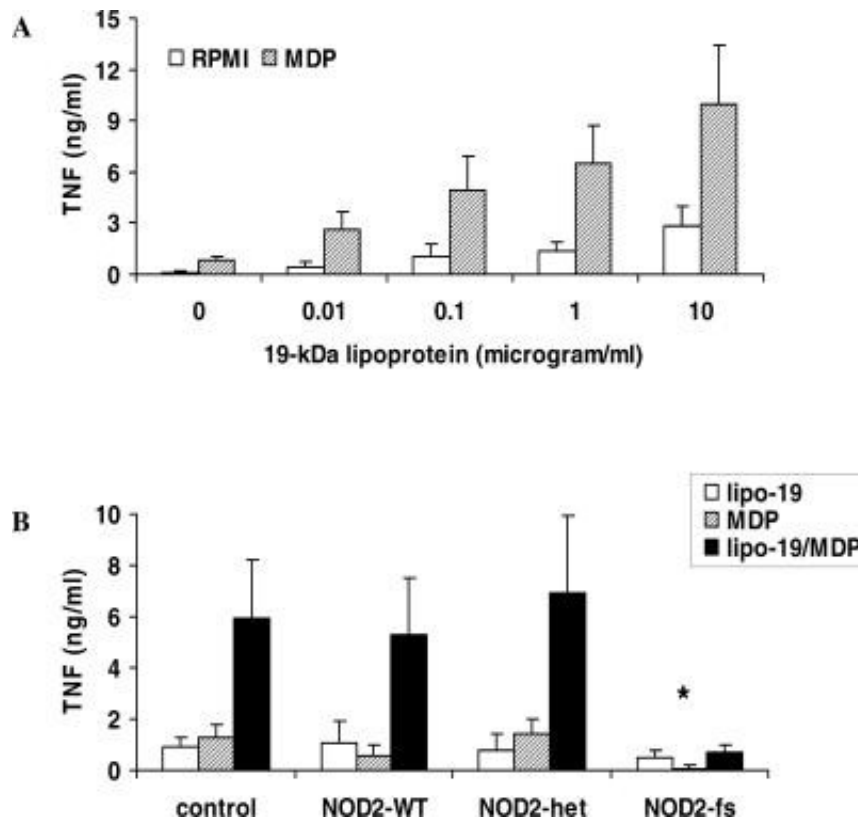 A
RPMI MDP
15
12
9
6
3
0
TNF (ng/ml)
0 0.01 0.1 1 10
19-kDa lipoprotein (microgram/ml)
B
lipo-19
MDP
lipo-19/MDP
10
8
6
4
2
0
TNF (ng/ml)
*
control NOD2-WT NOD2-het NOD2-fs